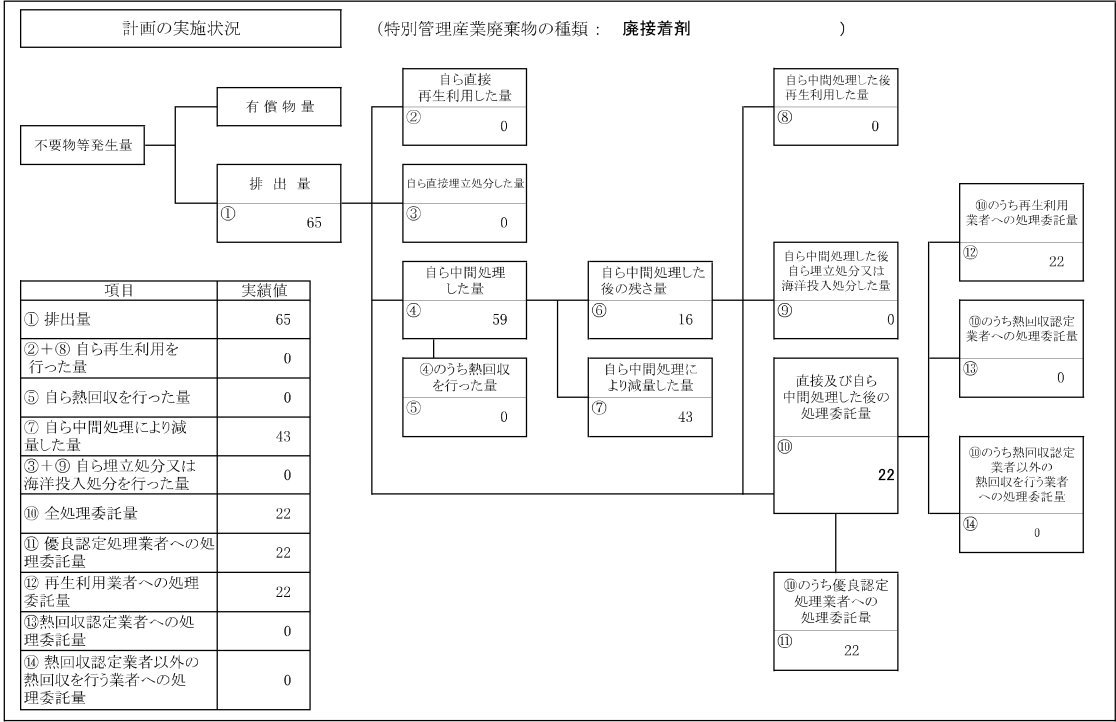 計画の実施状況
(特別管理産業廃棄物の種類： 廃接着剤 )
不要物等発生量
有償物量
排出量
①
65
自ら直接
再生利用した量
②
0
自ら直接埋立処分した量
③
0
自ら中間処理
した量
④
59
④のうち熱回収
を行った量
⑤
0
自ら中間処理した
後の残さ量
⑥
16
自ら中間処理に
より減量した量
⑦
43
自ら中間処理した後
再生利用した量
⑧
0
自ら中間処理した後
自ら埋立処分又は
海洋投入処分した量
⑨
0
直接及び自ら
中間処理した後の
処理委託量
⑩
22
⑩のうち優良認定
処理業者への
処理委託量
⑪
22
⑩のうち再生利用
業者への処理委託量
⑫
22
⑩のうち熱回収認定
業者への処理委託量
⑬
0
⑩のうち熱回収認定
業者以外の
熱回収を行う業者
への処理委託量
⑭
0
項目 実績値
① 排出量 65
②＋⑧ 自ら再生利用を
行った量 0
⑤ 自ら熱回収を行った量 0
⑦ 自ら中間処理により減
量した量 43
③＋⑨ 自ら埋立処分又は
海洋投入処分を行った量 0
⑩ 全処理委託量 22
⑪ 優良認定処理業者への処
理委託量 22
⑫ 再生利用業者への処理
委託量 22
⑬熱回収認定業者への処
理委託量 0
⑭ 熱回収認定業者以外の
熱回収を行う業者への処
理委託量 0